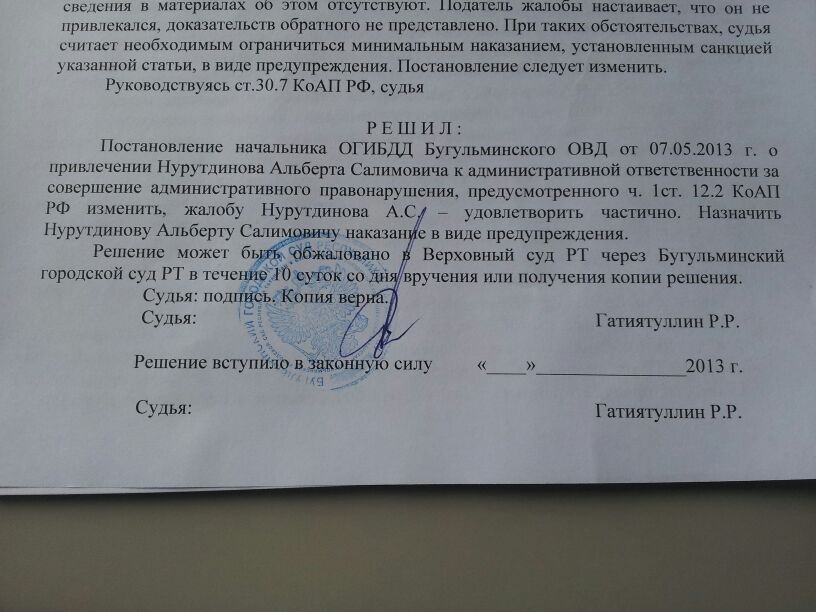 сведения в материалах об этом отсутствуют. Податель жалобы настаивает, что он не
привлекался, доказательств обратного не представлено. При таких обстоятельствах, судья
считает необходимым ограничиться минимальным наказанием, установленным санкцией
указанной статьи, в виде предупреждения. Постановление следует изменить.
Руководствуясь ст.30.7 КоАП РФ, судья
РЕШИЛ:
Постановление начальника ОГИБДД Бугульминского ОВД от 07.05.2013 г. о
привлечении Нурутдинова Альберта Салимовича к административной ответственности за
совершение административного правонарушения, предусмотренного ч. 1ст. 12.2 КоАП
РФ изменить, жалобу Нурутдинова А.С. – удовлетворить частично. Назначить
Нурутдинову Альберту Салимовичу наказание в виде предупреждения.
Решение может быть обжаловано в Верховный суд РТ через Бугульминский
городской суд РТ в течение 10 суток со дня вручения или получения копии решения.
Судья: подпись. Копия верна.
Судья: Гатиятуллин Р.Р.
Решение вступило в законную силу «____»________________2013 г.
Судья: Гатиятуллин Р.Р.